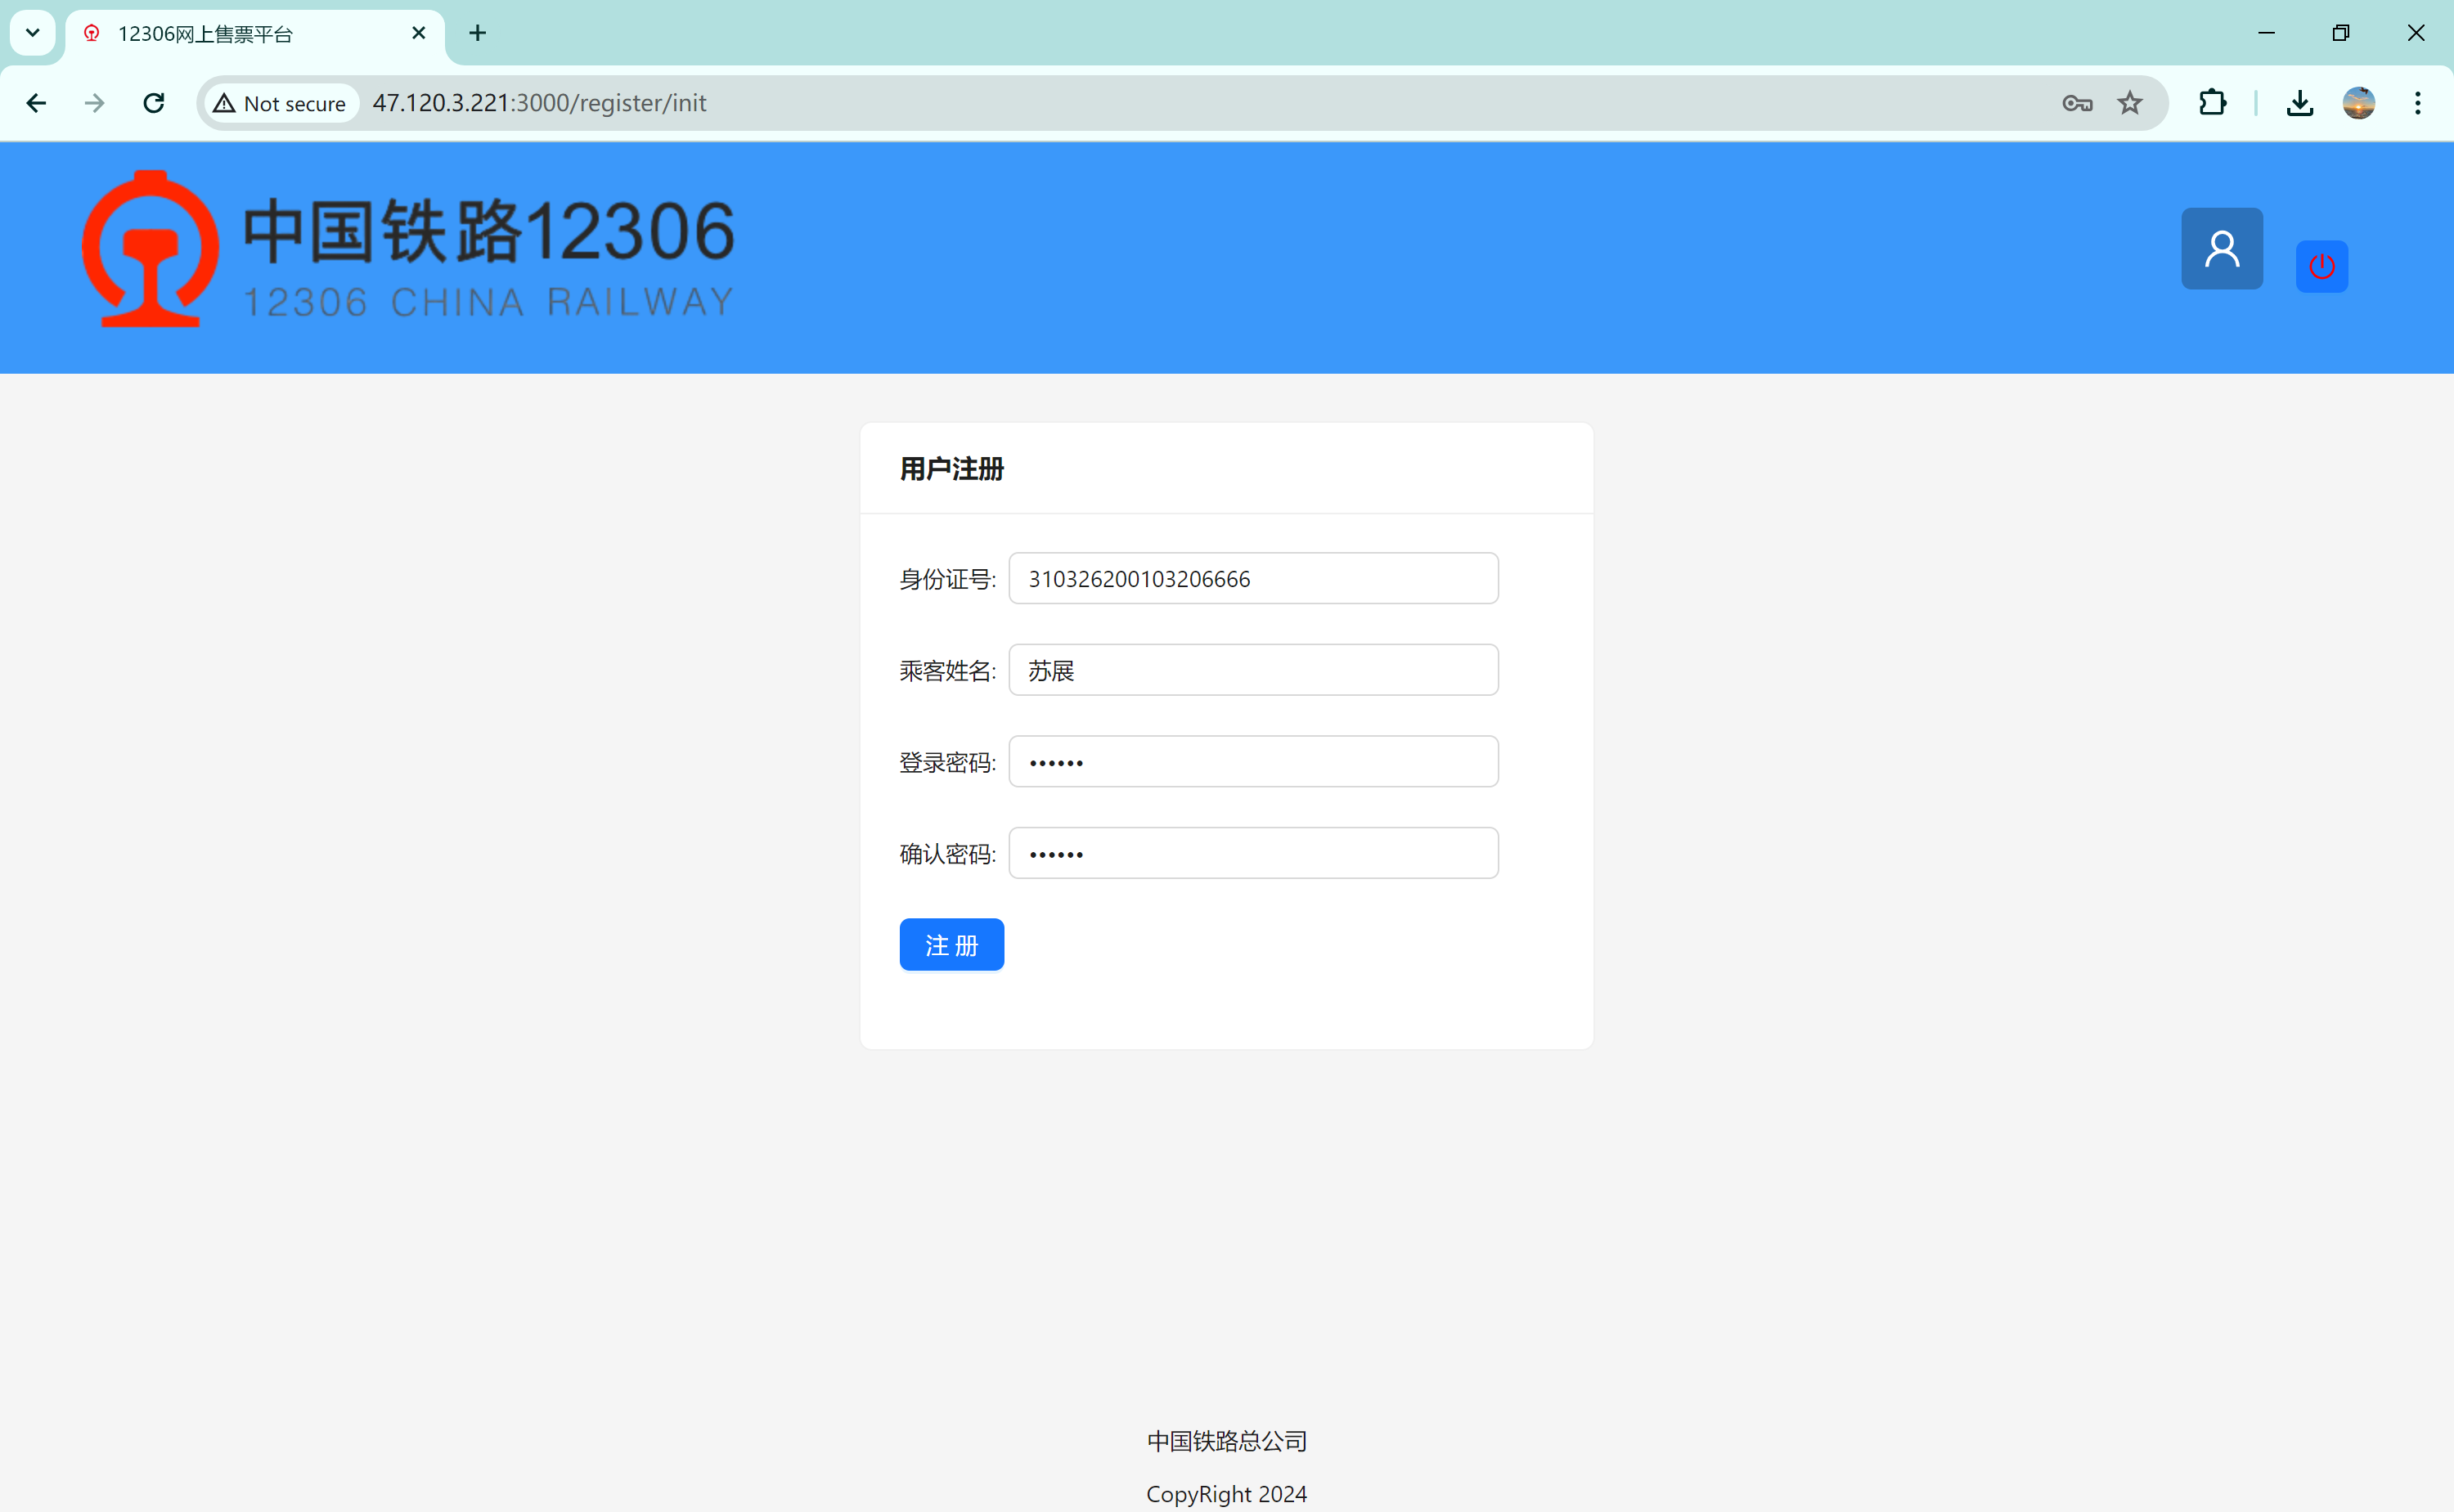 12306网上售票平台
Not secure
47.120.3.221:3000/register/init
中国铁路12306
12306 CHINA RAILWAY
用户注册
身份证号: 310326200103206666
乘客姓名: 苏展
登录密码: ••••••
确认密码: ••••••
注 册
中国铁路总公司
CopyRight 2024